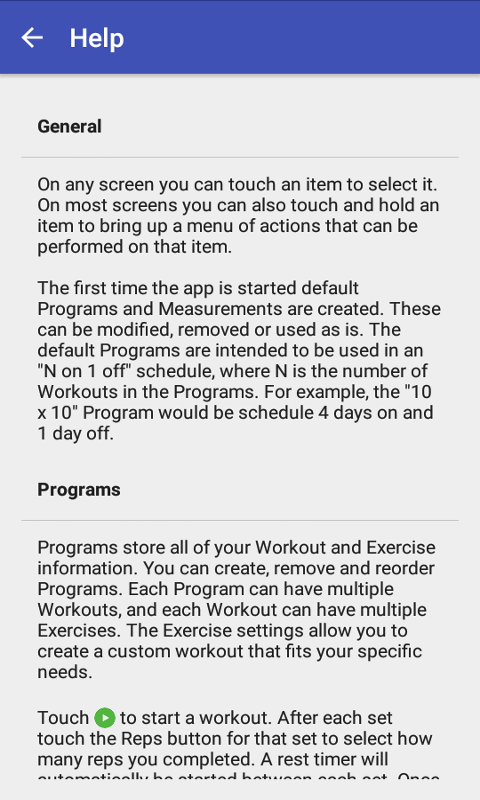 Help
General
On any screen you can touch an item to select it.
On most screens you can also touch and hold an
item to bring up a menu of actions that can be
performed on that item.
The first time the app is started default
Programs and Measurements are created. These
can be modified, removed or used as is. The
default Programs are intended to be used in an
"N on 1 off" schedule, where N is the number of
Workouts in the Programs. For example, the "10
x 10" Program would be schedule 4 days on and
1 day off.
Programs
Programs store all of your Workout and Exercise
information. You can create, remove and reorder
Programs. Each Program can have multiple
Workouts, and each Workout can have multiple
Exercises. The Exercise settings allow you to
create a custom workout that fits your specific
needs.
Touch to start a workout. After each set
touch the Reps button for that set to select how
many reps you completed. A rest timer will
automatically be started between each set. Once